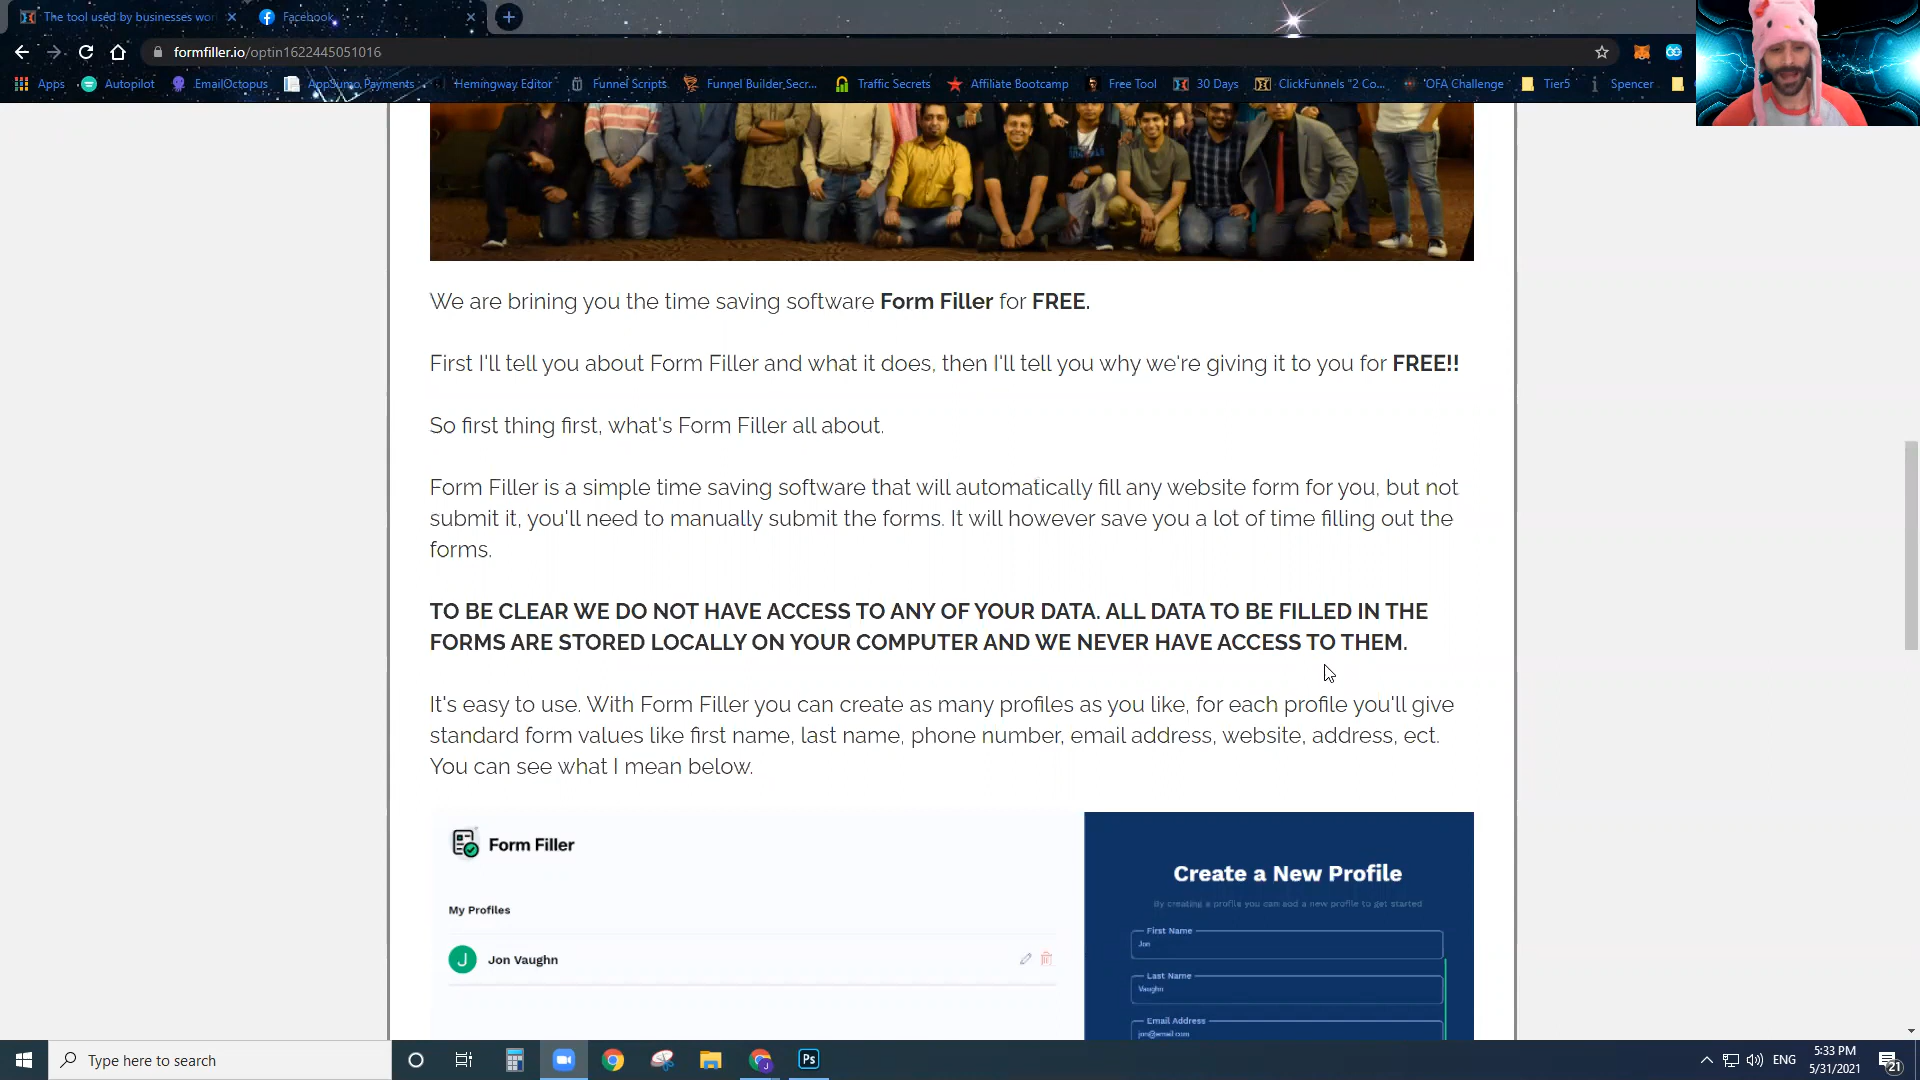 The tool used by businesses wor
Facebook
formfiller.io/optin1622445051016
Apps
Autopilot
EmailOctopus
AppSumo Payments
Hemingway Editor
Funnel Scripts
Funnel Builder Secr...
Traffic Secrets
Affiliate Bootcamp
Free Tool
30 Days
ClickFunnels "2 Co...
OFA Challenge
Tier5
Spencer
We are brining you the time saving software Form Filler for FREE.
First I'll tell you about Form Filler and what it does, then I'll tell you why we're giving it to you for FREE!!
So first thing first, what's Form Filler all about.
Form Filler is a simple time saving software that will automatically fill any website form for you, but not
submit it, you'll need to manually submit the forms. It will however save you a lot of time filling out the
forms.
TO BE CLEAR WE DO NOT HAVE ACCESS TO ANY OF YOUR DATA. ALL DATA TO BE FILLED IN THE
FORMS ARE STORED LOCALLY ON YOUR COMPUTER AND WE NEVER HAVE ACCESS TO THEM.
It's easy to use. With Form Filler you can create as many profiles as you like, for each profile you'll give
standard form values like first name, last name, phone number, email address, website, address, ect.
You can see what I mean below.
Form Filler
My Profiles
J
Jon Vaughn
Create a New Profile
By creating a profile you can add a new profile to get started
First Name
Jon
Last Name
Vaughn
Email Address
jon@email.com
Type here to search
Ps
ENG
5:33 PM
5/31/2021
21